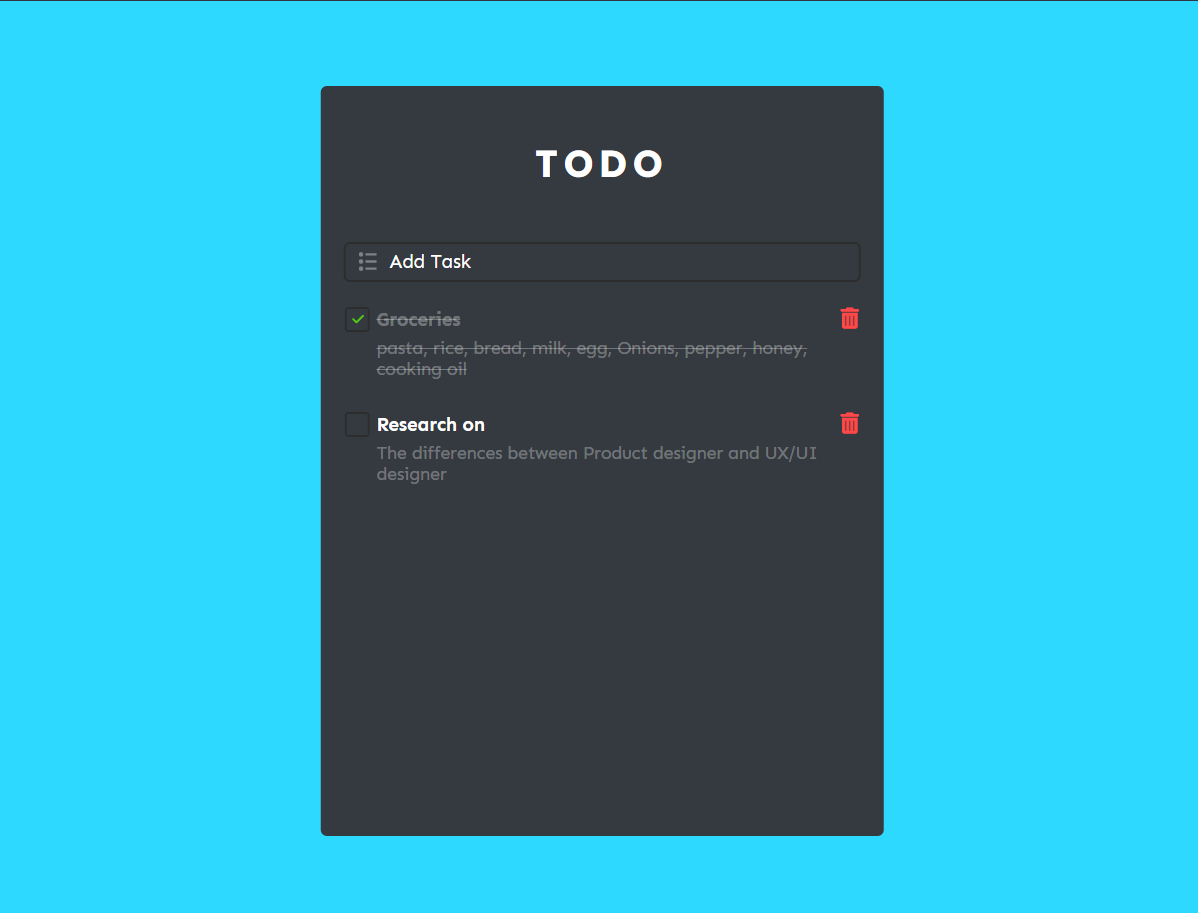 TODO
Add Task
Groceries
pasta, rice, bread, milk, egg, Onions, pepper, honey,
cooking oil
Research on
The differences between Product designer and UX/UI
designer